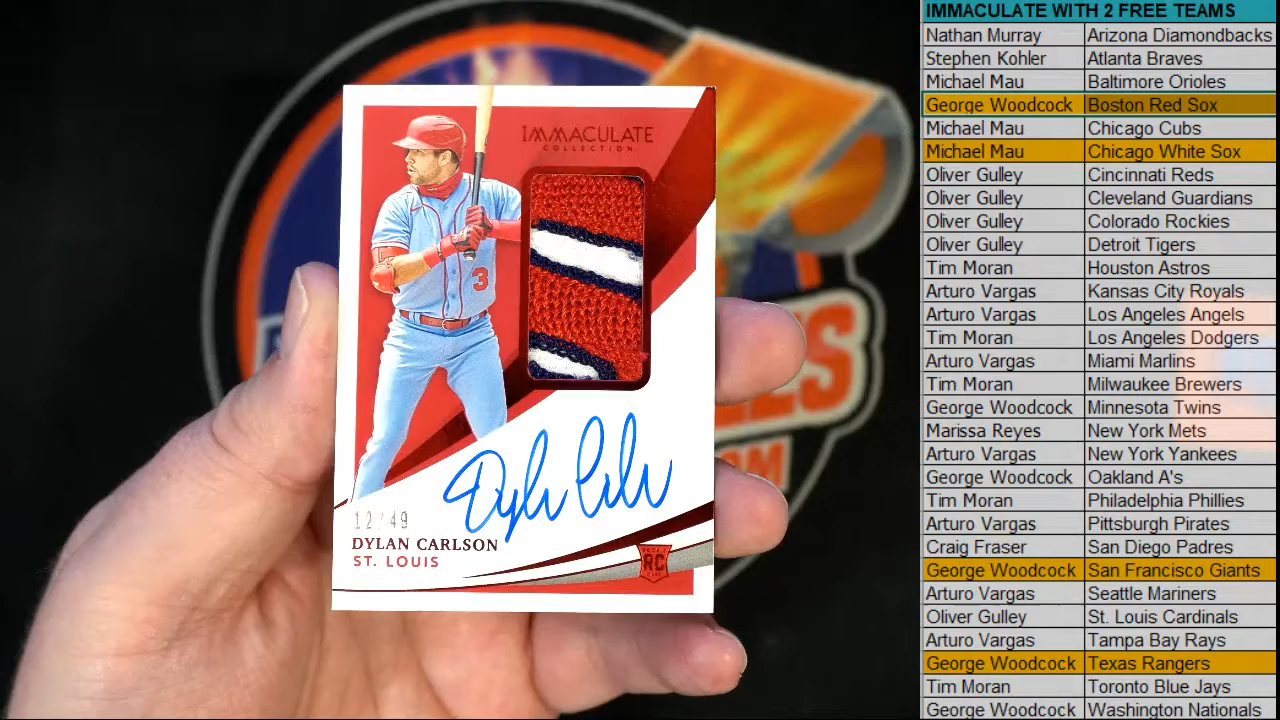 IMMACULATE
COLLECTION
3
12/49
DYLAN CARLSON
ST. LOUIS
RC
IMMACULATE WITH 2 FREE TEAMS
Nathan Murray Arizona Diamondbacks
Stephen Kohler Atlanta Braves
Michael Mau Baltimore Orioles
George Woodcock Boston Red Sox
Michael Mau Chicago Cubs
Michael Mau Chicago White Sox
Oliver Gulley Cincinnati Reds
Oliver Gulley Cleveland Guardians
Oliver Gulley Colorado Rockies
Oliver Gulley Detroit Tigers
Tim Moran Houston Astros
Arturo Vargas Kansas City Royals
Arturo Vargas Los Angeles Angels
Tim Moran Los Angeles Dodgers
Arturo Vargas Miami Marlins
Tim Moran Milwaukee Brewers
George Woodcock Minnesota Twins
Marissa Reyes New York Mets
Arturo Vargas New York Yankees
George Woodcock Oakland A's
Tim Moran Philadelphia Phillies
Arturo Vargas Pittsburgh Pirates
Craig Fraser San Diego Padres
George Woodcock San Francisco Giants
Arturo Vargas Seattle Mariners
Oliver Gulley St. Louis Cardinals
Arturo Vargas Tampa Bay Rays
George Woodcock Texas Rangers
Tim Moran Toronto Blue Jays
George Woodcock Washington Nationals